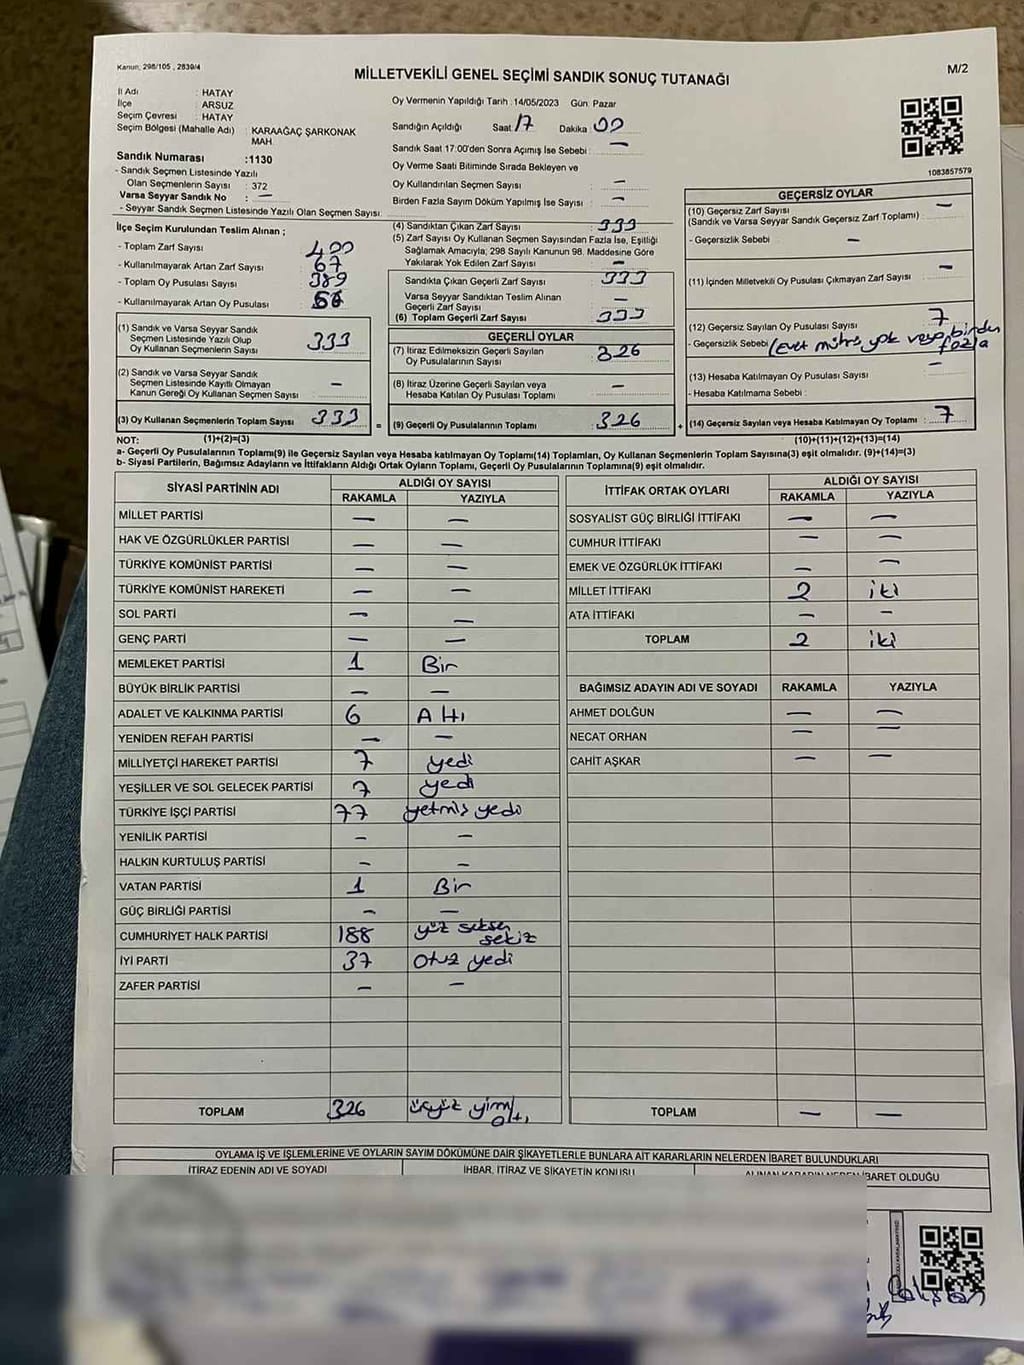 Kanun: 298/105 , 2839/4
MİLLETVEKİLİ GENEL SEÇİMİ SANDIK SONUÇ TUTANAĞI
M/2
İl Adı : HATAY
İlçe : ARSUZ
Seçim Çevresi : HATAY
Seçim Bölgesi (Mahalle Adı) : KARAAĞAÇ ŞARKONAK MAH.
Sandık Numarası :1130
- Sandık Seçmen Listesinde Yazılı
Olan Seçmenlerin Sayısı : 372
Varsa Seyyar Sandık No : —
- Seyyar Sandık Seçmen Listesinde Yazılı Olan Seçmen Sayısı:
Oy Vermenin Yapıldığı Tarih :14/05/2023 Gün: Pazar
Sandığın Açıldığı Saat: 17 Dakika: 00
Sandık Saat 17:00'den Sonra Açımış İse Sebebi : —
Oy Verme Saati Bitiminde Sırada Bekleyen ve
Oy Kullandırılan Seçmen Sayısı : —
Birden Fazla Sayım Döküm Yapılmış İse Sayısı : —
1083857579
İlçe Seçim Kurulundan Teslim Alınan ;
- Toplam Zarf Sayısı : 400
- Kullanılmayarak Artan Zarf Sayısı : 67
- Toplam Oy Pusulası Sayısı : 389
- Kullanılmayarak Artan Oy Pusulası :
(1) Sandık ve Varsa Seyyar Sandık
Seçmen Listesinde Yazılı Olup
Oy Kullanan Seçmenlerin Sayısı : 333
(2) Sandık ve Varsa Seyyar Sandık
Seçmen Listesinde Kayıtlı Olmayan
Kanun Gereği Oy Kullanan Seçmen Sayısı : —
(3) Oy Kullanan Seçmenlerin Toplam Sayısı : 333
(4) Sandıktan Çıkan Zarf Sayısı : 333
(5) Zarf Sayısı Oy Kullanan Seçmen Sayısından Fazla İse, Eşitliği
Sağlamak Amacıyla; 298 Sayılı Kanunun 98. Maddesine Göre
Yakılarak Yok Edilen Zarf Sayısı : —
Sandıkta Çıkan Geçerli Zarf Sayısı : 333
Varsa Seyyar Sandıktan Teslim Alınan
Geçerli Zarf Sayısı : —
(6) Toplam Geçerli Zarf Sayısı : 333
GEÇERLİ OYLAR
(7) İtiraz Edilmeksizin Geçerli Sayılan
Oy Pusulalarının Sayısı : 326
(8) İtiraz Üzerine Geçerli Sayılan veya
Hesaba Katılan Oy Pusulası Toplamı : —
= (9) Geçerli Oy Pusulalarının Toplamı : 326
GEÇERSİZ OYLAR
(10) Geçersiz Zarf Sayısı : —
(Sandık ve Varsa Seyyar Sandık Geçersiz Zarf Toplamı)
- Geçersizlik Sebebi : —
(11) İçinden Milletvekili Oy Pusulası Çıkmayan Zarf Sayısı : —
(12) Geçersiz Sayılan Oy Pusulası Sayısı : 7
- Geçersizlik Sebebi : (Evet mührü yok veya birden fazla
(13) Hesaba Katılmayan Oy Pusulası Sayısı : —
- Hesaba Katılmama Sebebi :
+ (14) Geçersiz Sayılan veya Hesaba Katılmayan Oy Toplamı : 7
NOT: (1)+(2)=(3) (10)+(11)+(12)+(13)=(14)
a- Geçerli Oy Pusulalarının Toplamı(9) ile Geçersiz Sayılan veya Hesaba katılmayan Oy Toplamı(14) Toplamları, Oy Kullanan Seçmenlerin Toplam Sayısına(3) eşit olmalıdır. (9)+(14)=(3)
b- Siyasi Partilerin, Bağımsız Adayların ve İttifakların Aldığı Ortak Oyların Toplamı, Geçerli Oy Pusulalarının Toplamına(9) eşit olmalıdır.
SİYASİ PARTİNİN ADI ALDIĞI OY SAYISI
RAKAMLA YAZIYLA
MİLLET PARTİSİ — —
HAK VE ÖZGÜRLÜKLER PARTİSİ — —
TÜRKİYE KOMÜNİST PARTİSİ — —
TÜRKİYE KOMÜNİST HAREKETİ — —
SOL PARTİ — —
GENÇ PARTİ — —
MEMLEKET PARTİSİ 1 Bir
BÜYÜK BİRLİK PARTİSİ — —
ADALET VE KALKINMA PARTİSİ 6 Altı
YENİDEN REFAH PARTİSİ — —
MİLLİYETÇİ HAREKET PARTİSİ 7 yedi
YEŞİLLER VE SOL GELECEK PARTİSİ 7 yedi
TÜRKİYE İŞÇİ PARTİSİ 77 yetmiş yedi
YENİLİK PARTİSİ — —
HALKIN KURTULUŞ PARTİSİ — —
VATAN PARTİSİ 1 Bir
GÜÇ BİRLİĞİ PARTİSİ — —
CUMHURİYET HALK PARTİSİ 188 yüz seksen sekiz
İYİ PARTİ 37 otuz yedi
ZAFER PARTİSİ — —
TOPLAM 326 üçyüz yirmi altı
İTTİFAK ORTAK OYLARI ALDIĞI OY SAYISI
RAKAMLA YAZIYLA
SOSYALİST GÜÇ BİRLİĞİ İTTİFAKI — —
CUMHUR İTTİFAKI — —
EMEK VE ÖZGÜRLÜK İTTİFAKI — —
MİLLET İTTİFAKI 2 iki
ATA İTTİFAKI — —
TOPLAM 2 iki
BAĞIMSIZ ADAYIN ADI VE SOYADI RAKAMLA YAZIYLA
AHMET DOLĞUN — —
NECAT ORHAN — —
CAHİT AŞKAR — —
TOPLAM — —
OYLAMA İŞ VE İŞLEMLERİNE VE OYLARIN SAYIM DÖKÜMÜNE DAİR ŞİKAYETLERLE BUNLARA AİT KARARLARIN NELERDEN İBARET BULUNDUKLARI
İTİRAZ EDENİN ADI VE SOYADI İHBAR, İTİRAZ VE ŞİKAYETİN KONUSU ALINAN KARARIN NEDEN İBARET OLDUĞU